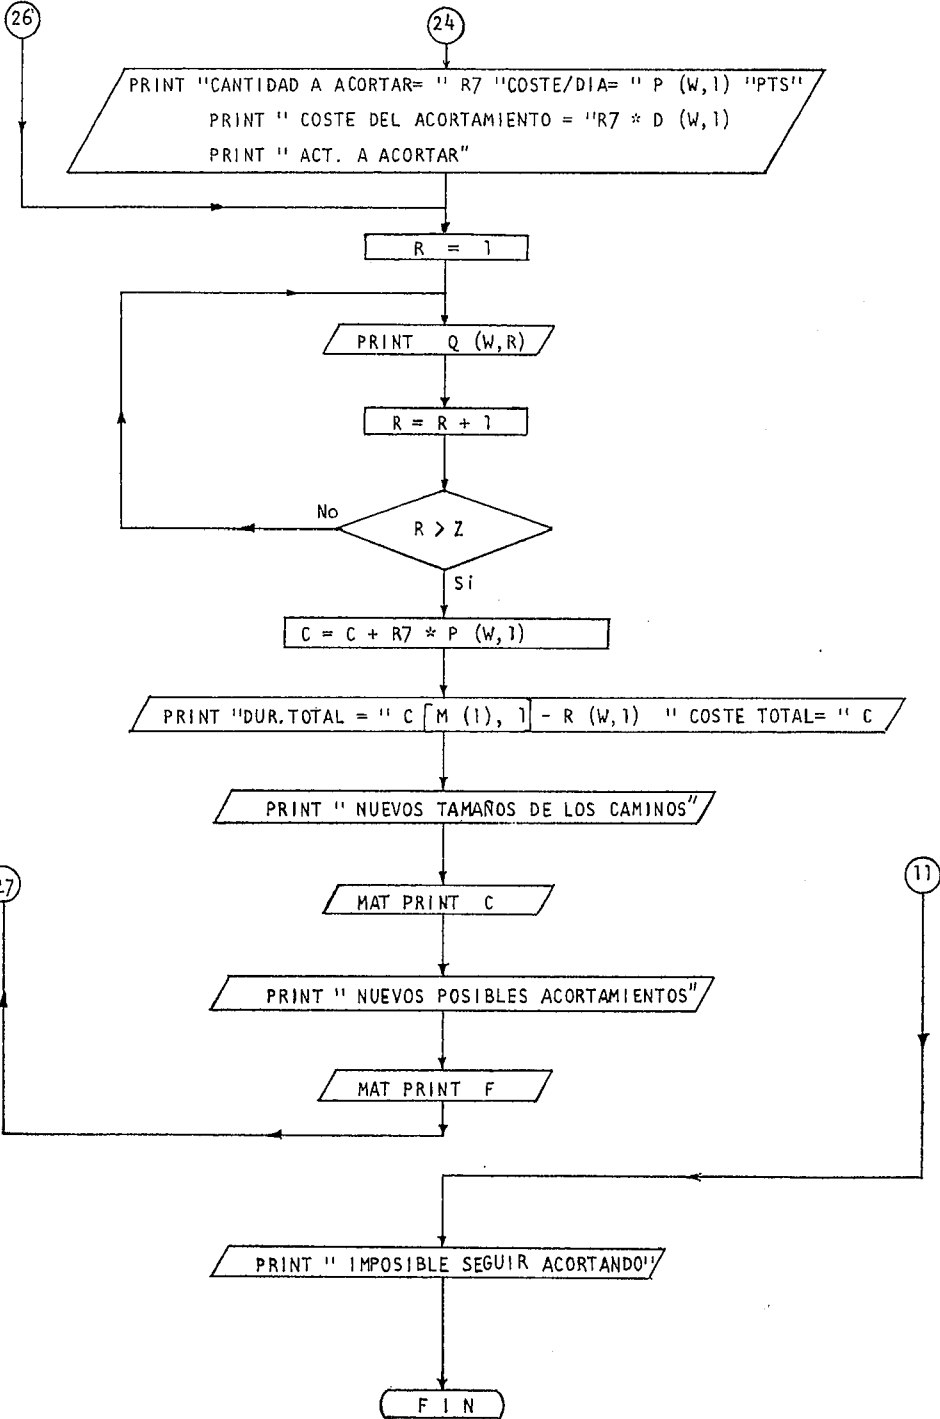 26
24
PRINT "CANTIDAD A ACORTAR= " R7 "COSTE/DIA= " P (W,1) "PTS"
PRINT " COSTE DEL ACORTAMIENTO = "R7 * D (W,1)
PRINT " ACT. A ACORTAR"
R = 1
PRINT Q (W,R)
R = R + 1
No
R > Z
Si
C = C + R7 * P (W,1)
PRINT "DUR.TOTAL = " C [M (1), 1] - R (W,1) " COSTE TOTAL= " C
PRINT " NUEVOS TAMAÑOS DE LOS CAMINOS"
27
11
MAT PRINT C
PRINT " NUEVOS POSIBLES ACORTAMIENTOS"
MAT PRINT F
PRINT " IMPOSIBLE SEGUIR ACORTANDO"
F I N